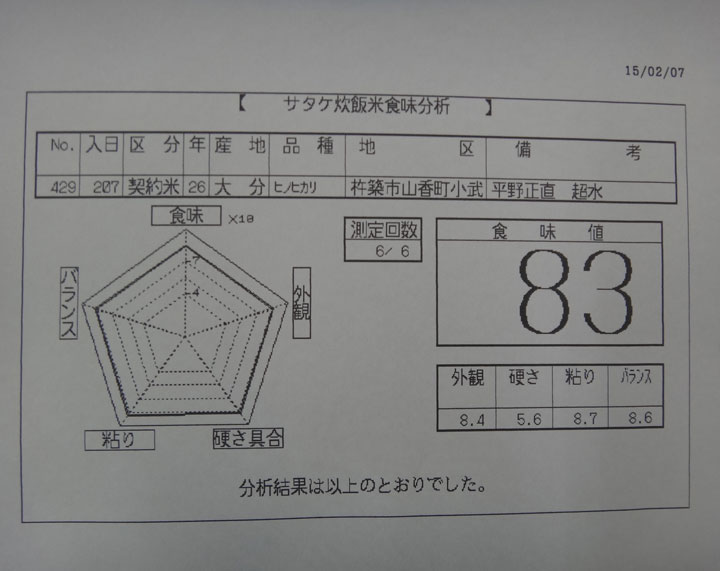 15/02/07
【 サタケ炊飯米食味分析 】
No. 入日 区分 年 産地 品種 地区 備考
429 207 契約米 26 大分 ヒノヒカリ 杵築市山香町小武 平野正直 超水
食味 ×10
7
4
バランス
外観
粘り
硬さ具合
測定回数
6/ 6
食味値
83
外観 硬さ 粘り バランス
8.4 5.6 8.7 8.6
分析結果は以上のとおりでした。